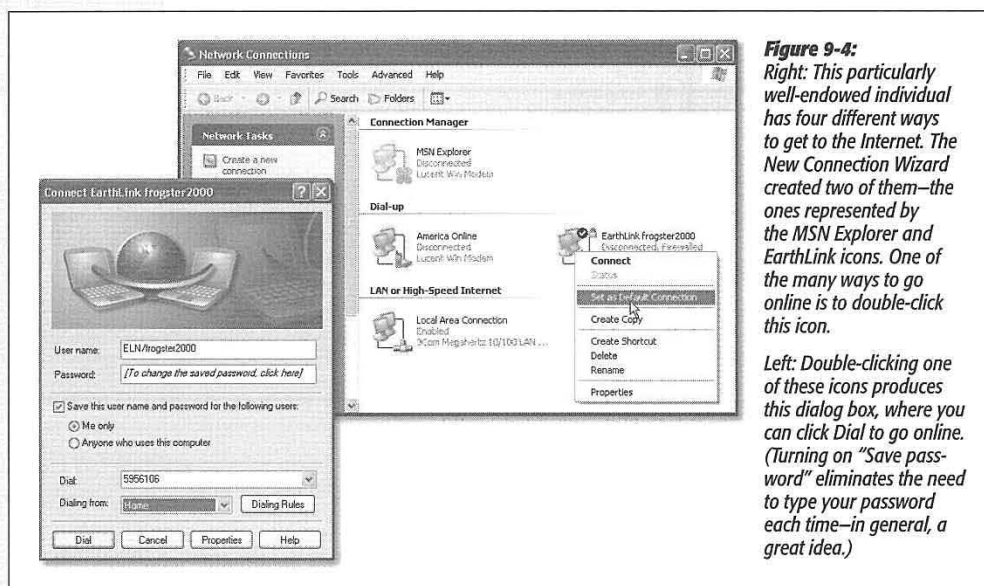 Network Connections
File Edit View Favorites Tools Advanced Help
Back Search Folders
Network Tasks
Create a new
connection
Connection Manager
MSN Explorer
Disconnected
Lucent Win Modem
Dial-up
America Online
Disconnected
Lucent Win Modem
EarthLink frogster2000
Disconnected, Firewalled
LAN or High-Speed Internet
Local Area Connection
Enabled
3Com Megahertz 10/100 LAN ...
Connect
Status
Set as Default Connection
Create Copy
Create Shortcut
Delete
Rename
Properties
Connect EarthLink frogster2000
User name: ELN/frogster2000
Password: [To change the saved password, click here]
Save this user name and password for the following users:
Me only
Anyone who uses this computer
Dial: 5956106
Dialing from: Home Dialing Rules
Dial Cancel Properties Help
Figure 9-4:
Right: This particularly
well-endowed individual
has four different ways
to get to the Internet. The
New Connection Wizard
created two of them—the
ones represented by
the MSN Explorer and
EarthLink icons. One of
the many ways to go
online is to double-click
this icon.
Left: Double-clicking one
of these icons produces
this dialog box, where you
can click Dial to go online.
(Turning on "Save pass-
word" eliminates the need
to type your password
each time—in general, a
great idea.)